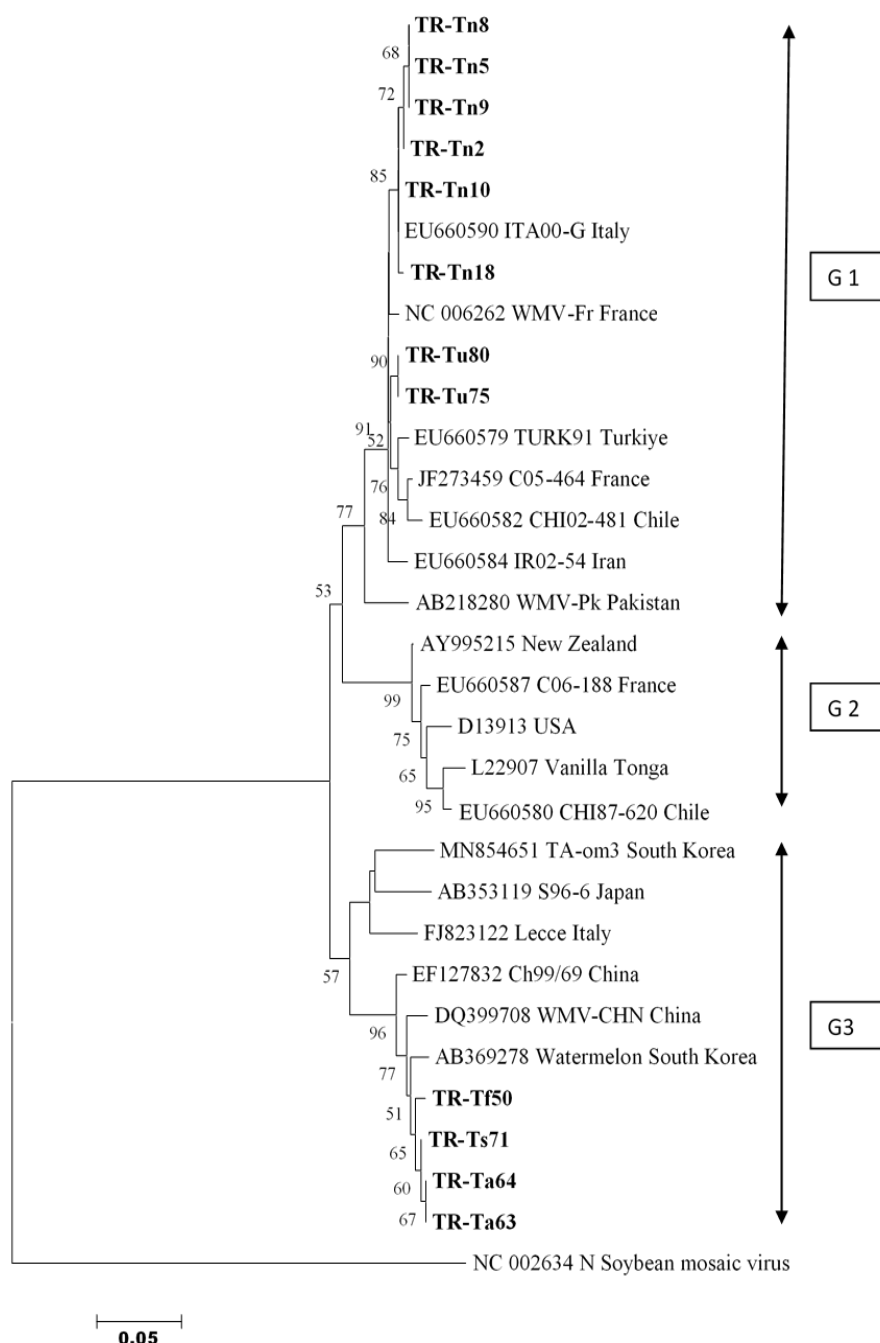 TR-Tn8
68
TR-Tn5
72
TR-Tn9
TR-Tn2
85
TR-Tn10
EU660590 ITA00-G Italy
TR-Tn18
G 1
NC 006262 WMV-Fr France
90
TR-Tu80
TR-Tu75
91
52
EU660579 TURK91 Turkiye
76
JF273459 C05-464 France
84
EU660582 CHI02-481 Chile
77
EU660584 IR02-54 Iran
53
AB218280 WMV-Pk Pakistan
AY995215 New Zealand
99
EU660587 C06-188 France
G 2
75
D13913 USA
65
L22907 Vanilla Tonga
95
EU660580 CHI87-620 Chile
MN854651 TA-om3 South Korea
AB353119 S96-6 Japan
FJ823122 Lecce Italy
57
EF127832 Ch99/69 China
96
DQ399708 WMV-CHN China
G3
77
AB369278 Watermelon South Korea
51
TR-Tf50
65
TR-Ts71
60
TR-Ta64
67
TR-Ta63
NC 002634 N Soybean mosaic virus
0.05